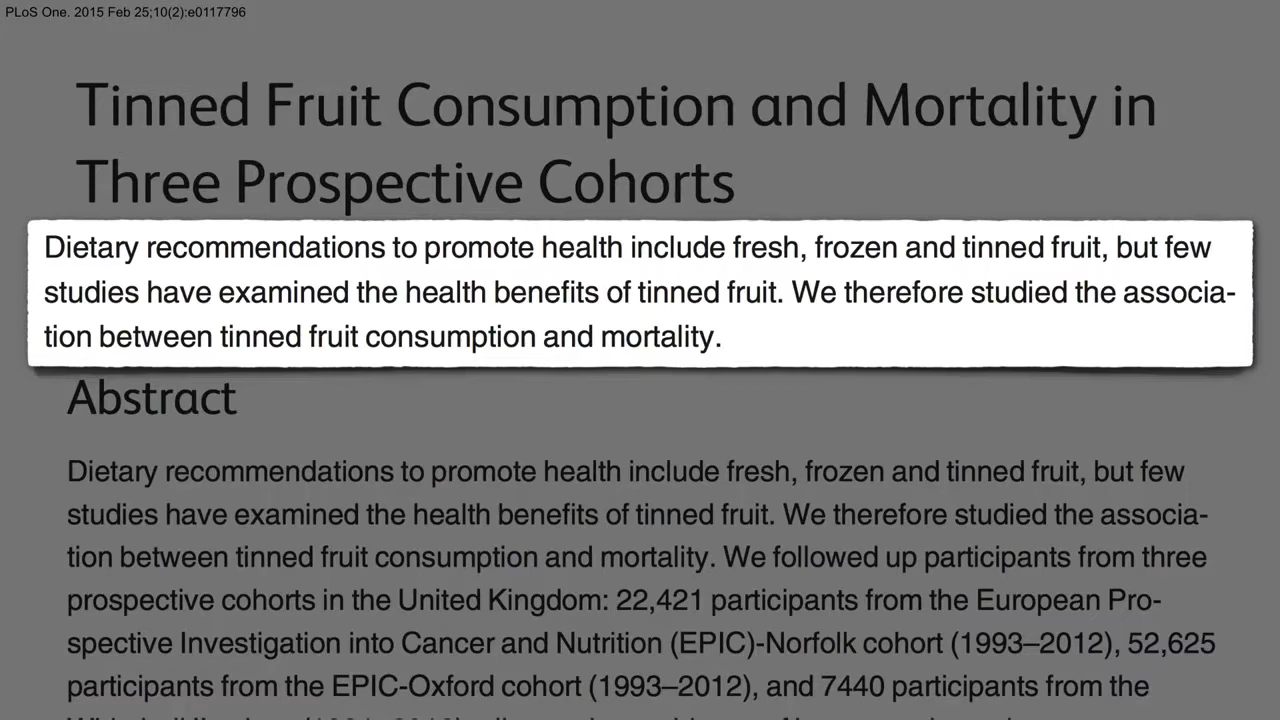 PLoS One. 2015 Feb 25;10(2):e0117796
Tinned Fruit Consumption and Mortality in
Three Prospective Cohorts
Dietary recommendations to promote health include fresh, frozen and tinned fruit, but few
studies have examined the health benefits of tinned fruit. We therefore studied the associa-
tion between tinned fruit consumption and mortality.
Abstract
Dietary recommendations to promote health include fresh, frozen and tinned fruit, but few
studies have examined the health benefits of tinned fruit. We therefore studied the associa-
tion between tinned fruit consumption and mortality. We followed up participants from three
prospective cohorts in the United Kingdom: 22,421 participants from the European Pro-
spective Investigation into Cancer and Nutrition (EPIC)-Norfolk cohort (1993–2012), 52,625
participants from the EPIC-Oxford cohort (1993–2012), and 7440 participants from the